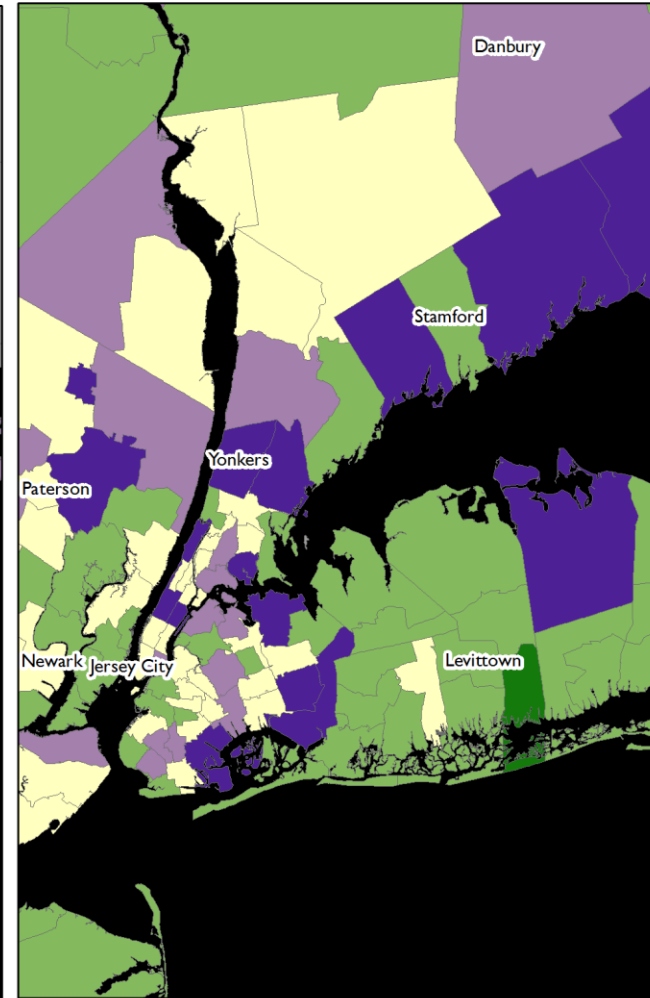 Danbury
Stamford
Yonkers
Paterson
Newark
Jersey City
Levittown